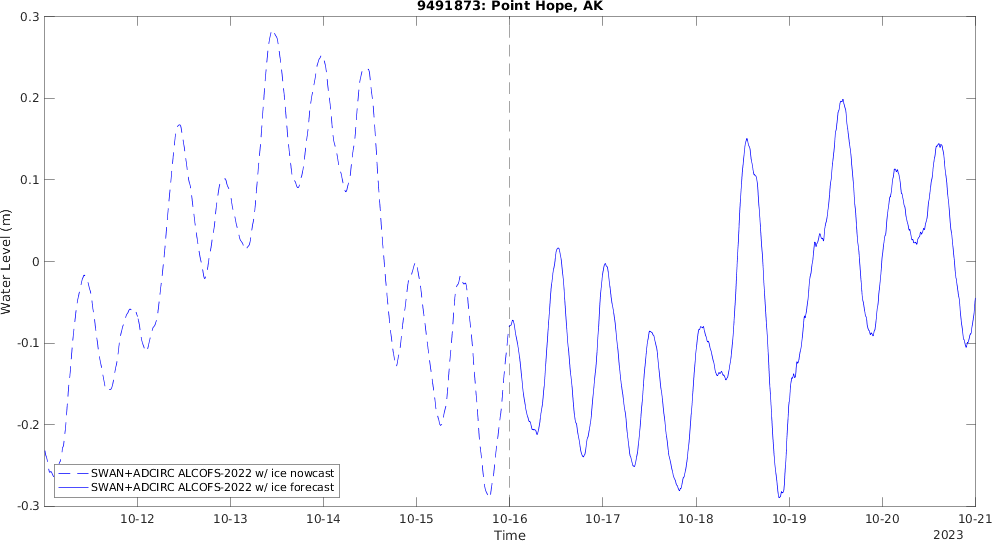 9491873: Point Hope, AK
0.3
0.2
0.1
0
-0.1
-0.2
-0.3
Water Level (m)
SWAN+ADCIRC ALCOFS-2022 w/ ice nowcast
SWAN+ADCIRC ALCOFS-2022 w/ ice forecast
10-12 10-13 10-14 10-15 10-16 10-17 10-18 10-19 10-20 10-21
Time 2023